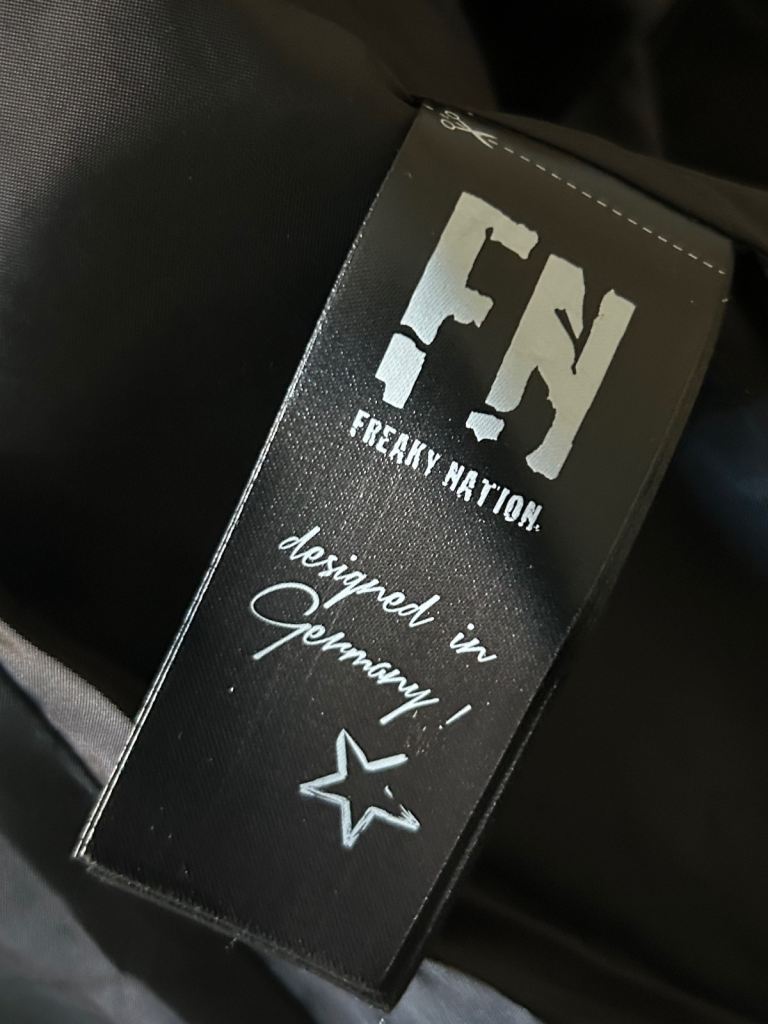 FN
FREAKY NATION
designed in
Germany!